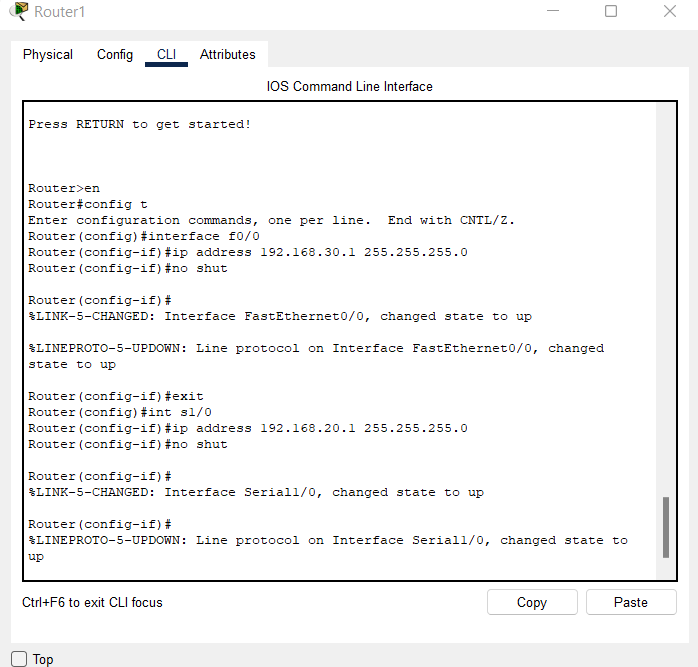 Router1
Physical Config CLI Attributes
IOS Command Line Interface
Press RETURN to get started!
Router>en
Router#config t
Enter configuration commands, one per line.  End with CNTL/Z.
Router(config)#interface f0/0
Router(config-if)#ip address 192.168.30.1 255.255.255.0
Router(config-if)#no shut
Router(config-if)#
%LINK-5-CHANGED: Interface FastEthernet0/0, changed state to up
%LINEPROTO-5-UPDOWN: Line protocol on Interface FastEthernet0/0, changed
state to up
Router(config-if)#exit
Router(config)#int s1/0
Router(config-if)#ip address 192.168.20.1 255.255.255.0
Router(config-if)#no shut
Router(config-if)#
%LINK-5-CHANGED: Interface Serial1/0, changed state to up
Router(config-if)#
%LINEPROTO-5-UPDOWN: Line protocol on Interface Serial1/0, changed state to
up
Ctrl+F6 to exit CLI focus Copy Paste
Top